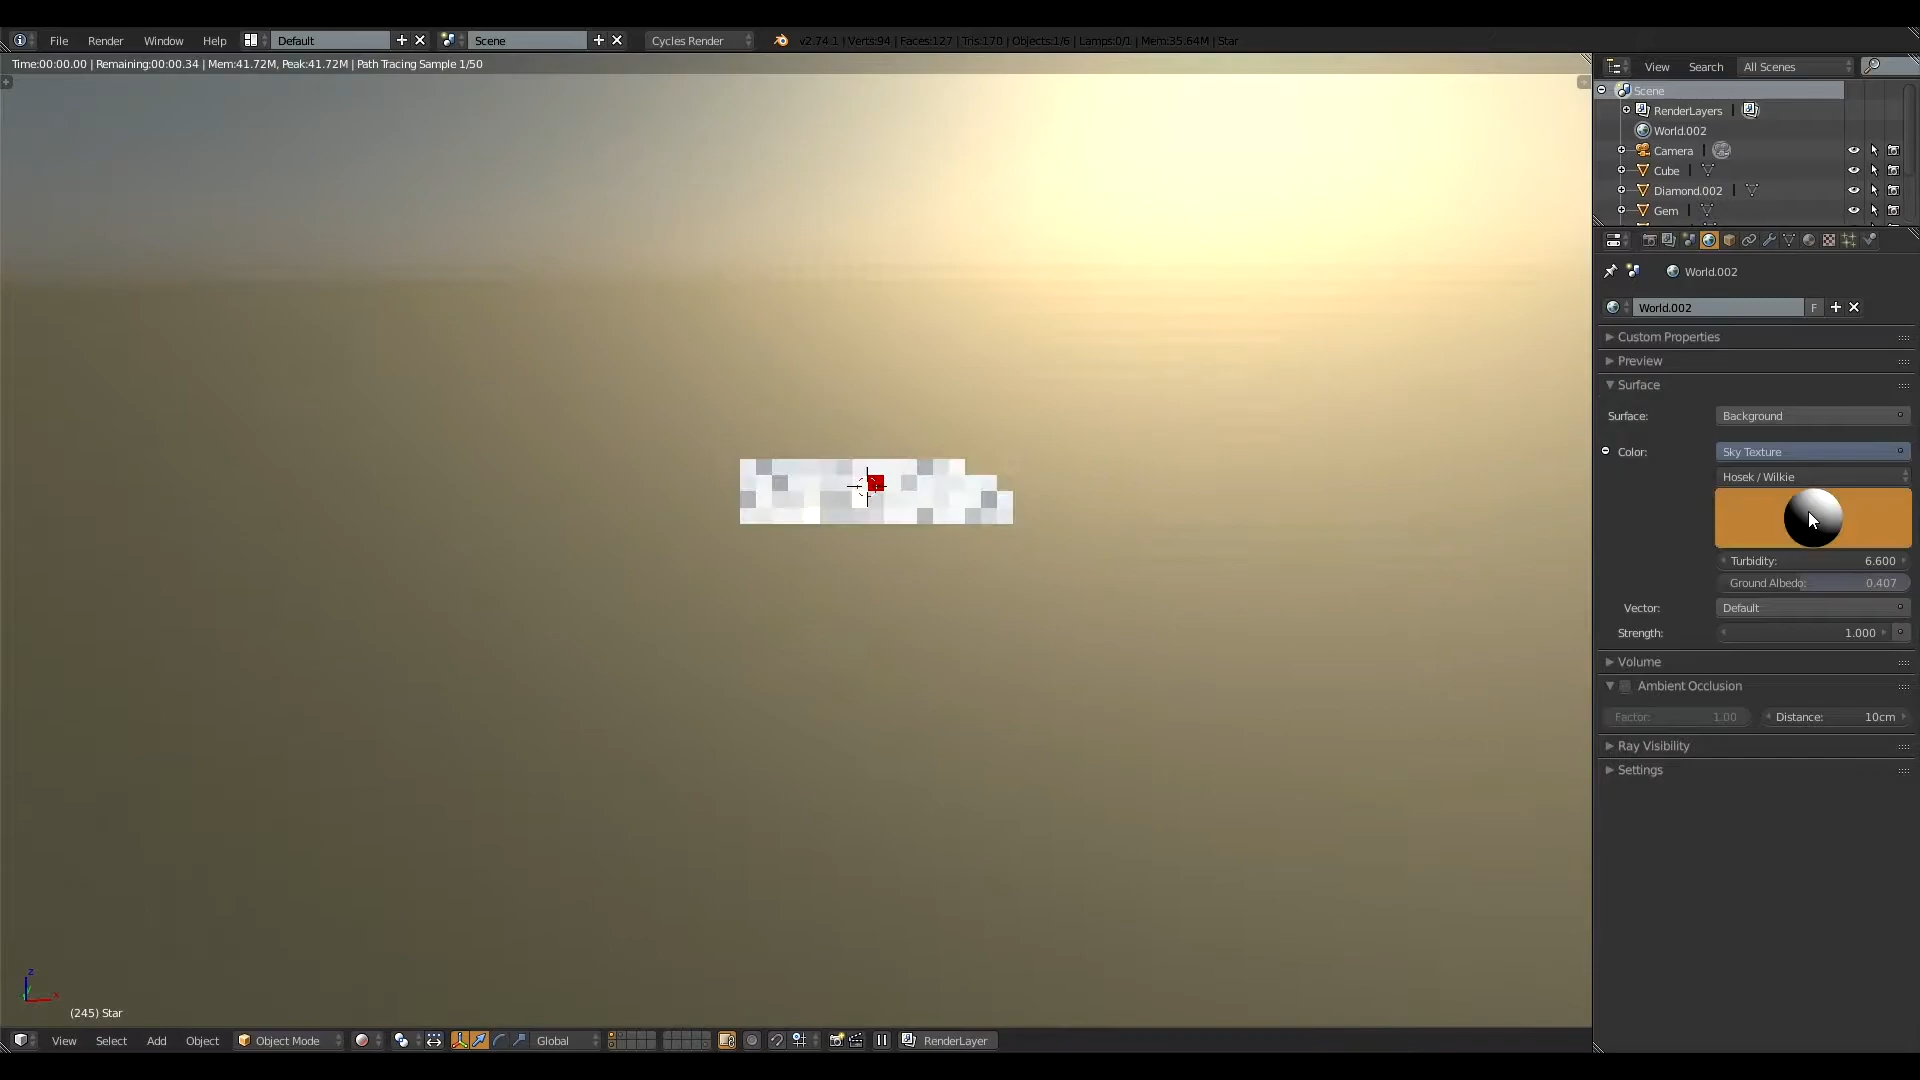 File Render Window Help Default Scene Cycles Render v2.74.1 | Verts:94 | Faces:127 | Tris:170 | Objects:1/6 | Lamps:0/1 | Mem:35.64M | Star
Time:00:00.00 | Remaining:00:00.34 | Mem:41.72M, Peak:41.72M | Path Tracing Sample 1/50
View Search All Scenes
Scene
RenderLayers
World.002
Camera
Cube
Diamond.002
Gem
World.002
World.002 F
Custom Properties
Preview
Surface
Surface: Background
Color: Sky Texture
Hosek / Wilkie
Turbidity: 6.600
Ground Albedo: 0.407
Vector: Default
Strength: 1.000
Volume
Ambient Occlusion
Factor: 1.00 Distance: 10cm
Ray Visibility
Settings
z
x
(245) Star
View Select Add Object Object Mode Global RenderLayer